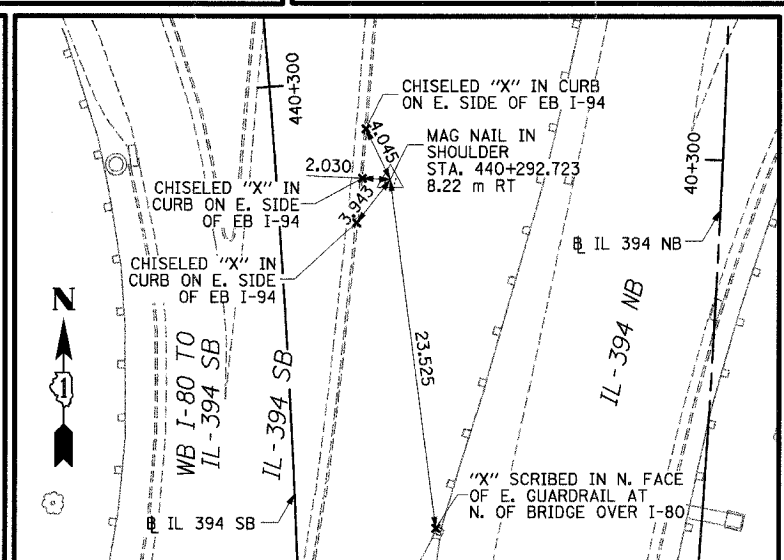 440+300
CHISELED "X" IN CURB
ON E. SIDE OF EB I-94
4.045
MAG NAIL IN
SHOULDER
STA. 440+292.723
8.22 m RT
2.030
CHISELED "X" IN
CURB ON E. SIDE
OF EB I-94
3.943
40+300
℄ IL 394 NB
CHISELED "X" IN
CURB ON E. SIDE
OF EB I-94
N
1
WB I-80 TO
IL-394 SB
IL-394 SB
23.525
IL-394 NB
"X" SCRIBED IN N. FACE
OF E. GUARDRAIL AT
N. OF BRIDGE OVER I-80
℄ IL 394 SB